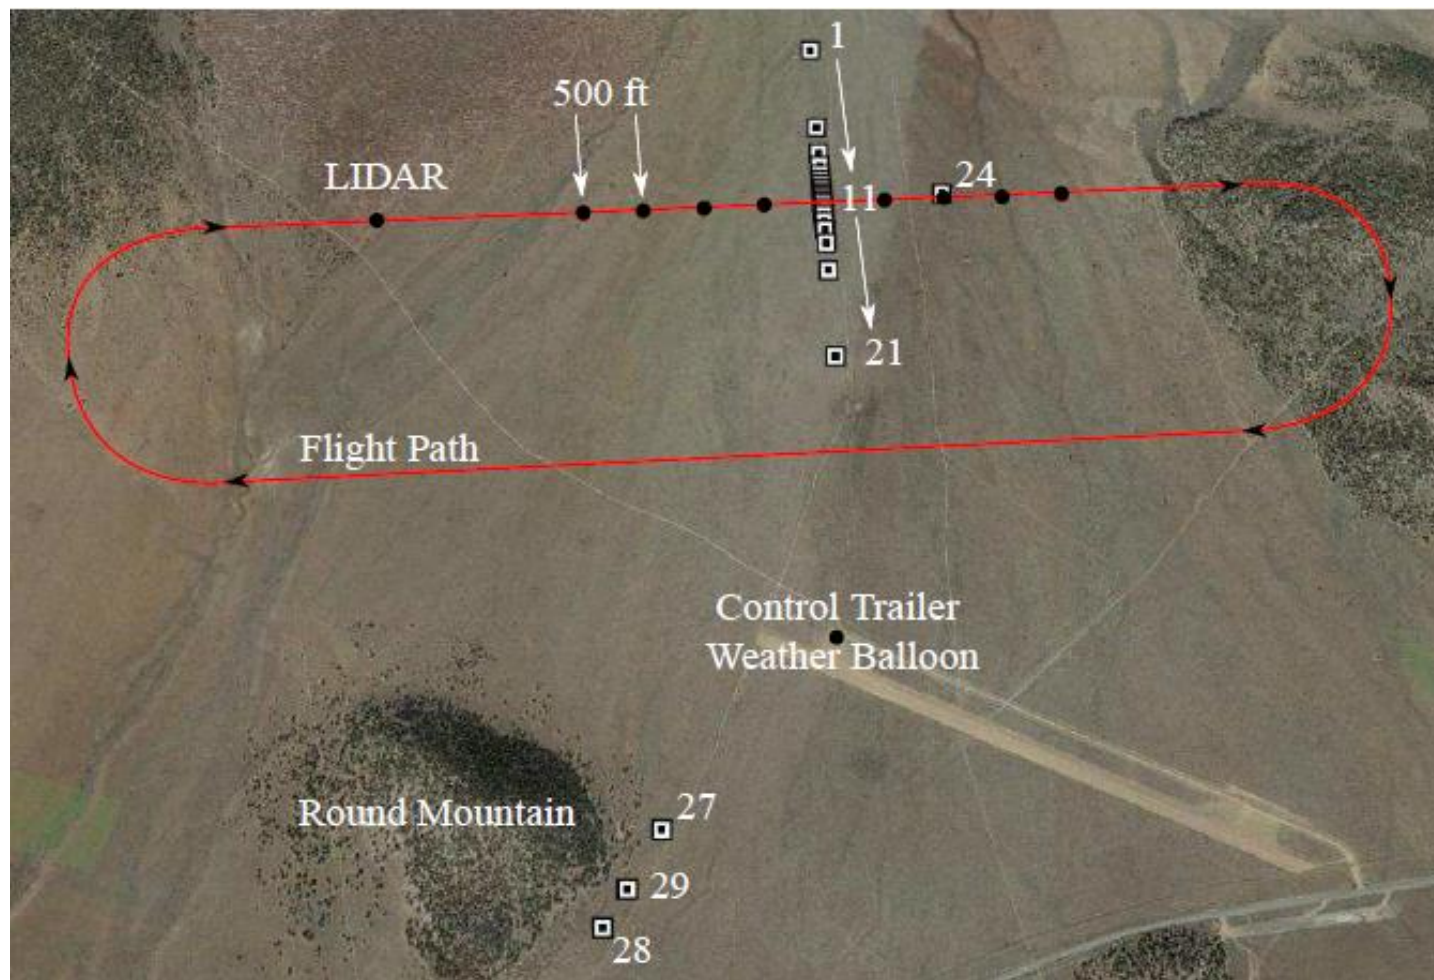 1
500 ft
LIDAR
24
11
21
Flight Path
Control Trailer
Weather Balloon
Round Mountain
27
29
28